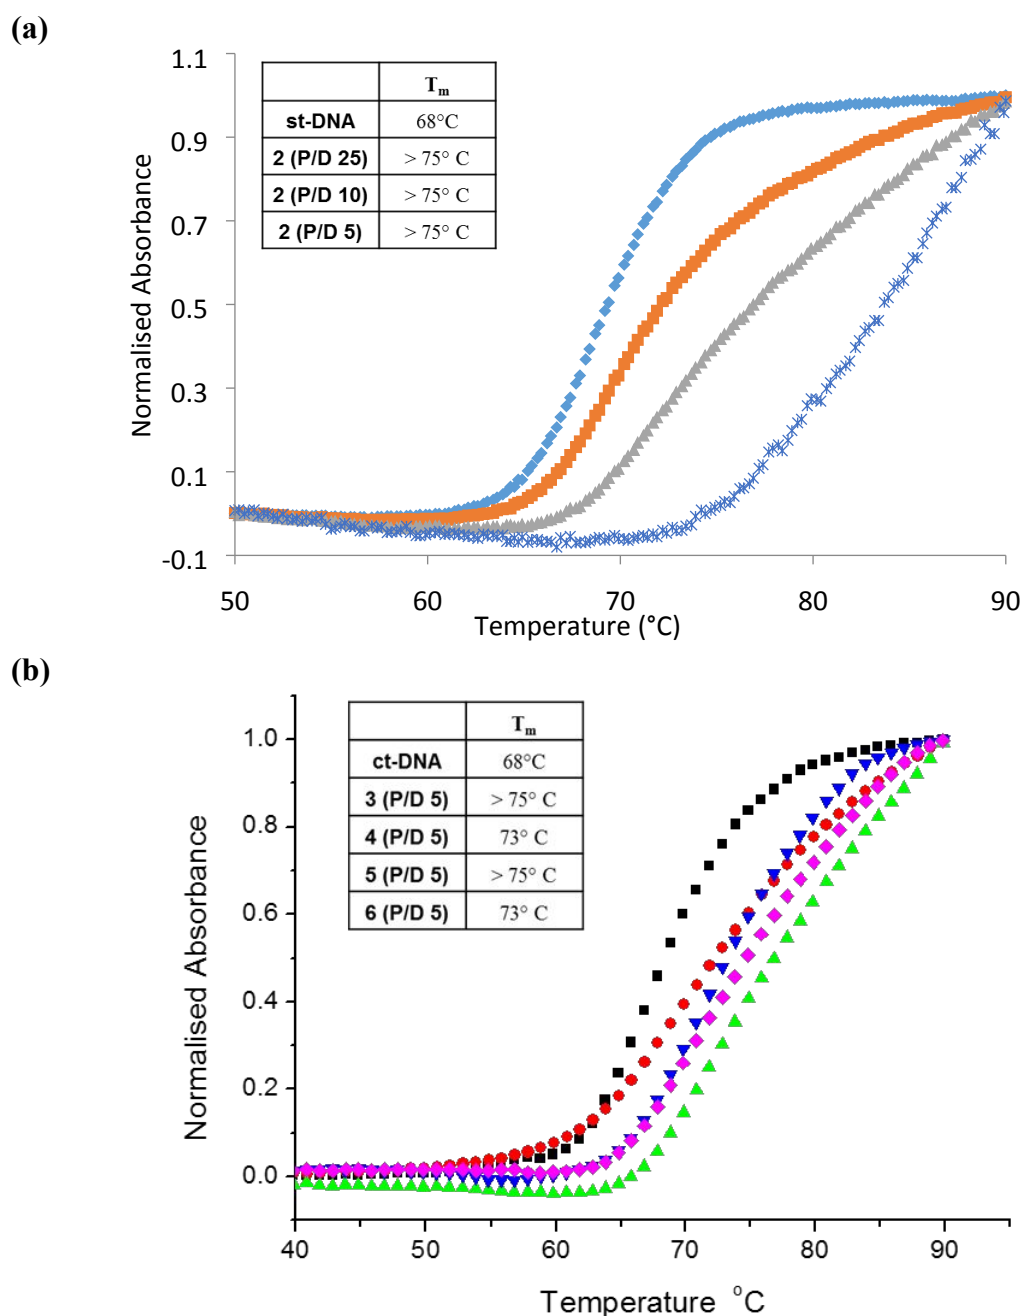 (a)
1.1
0.9
0.7
0.5
0.3
0.1
-0.1
Normalised Absorbance
Tm
st-DNA 68°C
2 (P/D 25) > 75° C
2 (P/D 10) > 75° C
2 (P/D 5) > 75° C
50 60 70 80 90
Temperature (°C)
(b)
1.0
0.8
0.6
0.4
0.2
0.0
Normalised Absorbance
Tm
ct-DNA 68°C
3 (P/D 5) > 75° C
4 (P/D 5) 73° C
5 (P/D 5) > 75° C
6 (P/D 5) 73° C
40 50 60 70 80 90
Temperature °C